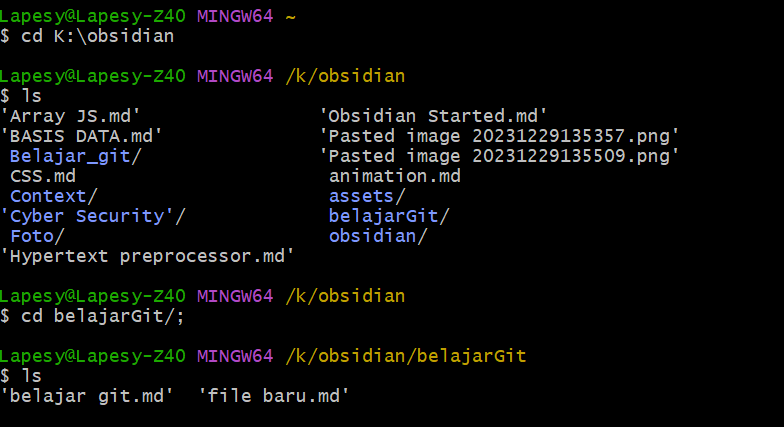 Lapesy@Lapesy-Z40 MINGW64 ~
$ cd K:\obsidian
Lapesy@Lapesy-Z40 MINGW64 /k/obsidian
$ ls
'Array JS.md' 'Obsidian Started.md'
'BASIS DATA.md' 'Pasted image 20231229135357.png'
Belajar_git/ 'Pasted image 20231229135509.png'
CSS.md animation.md
Context/ assets/
'Cyber Security'/ belajarGit/
Foto/ obsidian/
'Hypertext preprocessor.md'
Lapesy@Lapesy-Z40 MINGW64 /k/obsidian
$ cd belajarGit/;
Lapesy@Lapesy-Z40 MINGW64 /k/obsidian/belajarGit
$ ls
'belajar git.md' 'file baru.md'